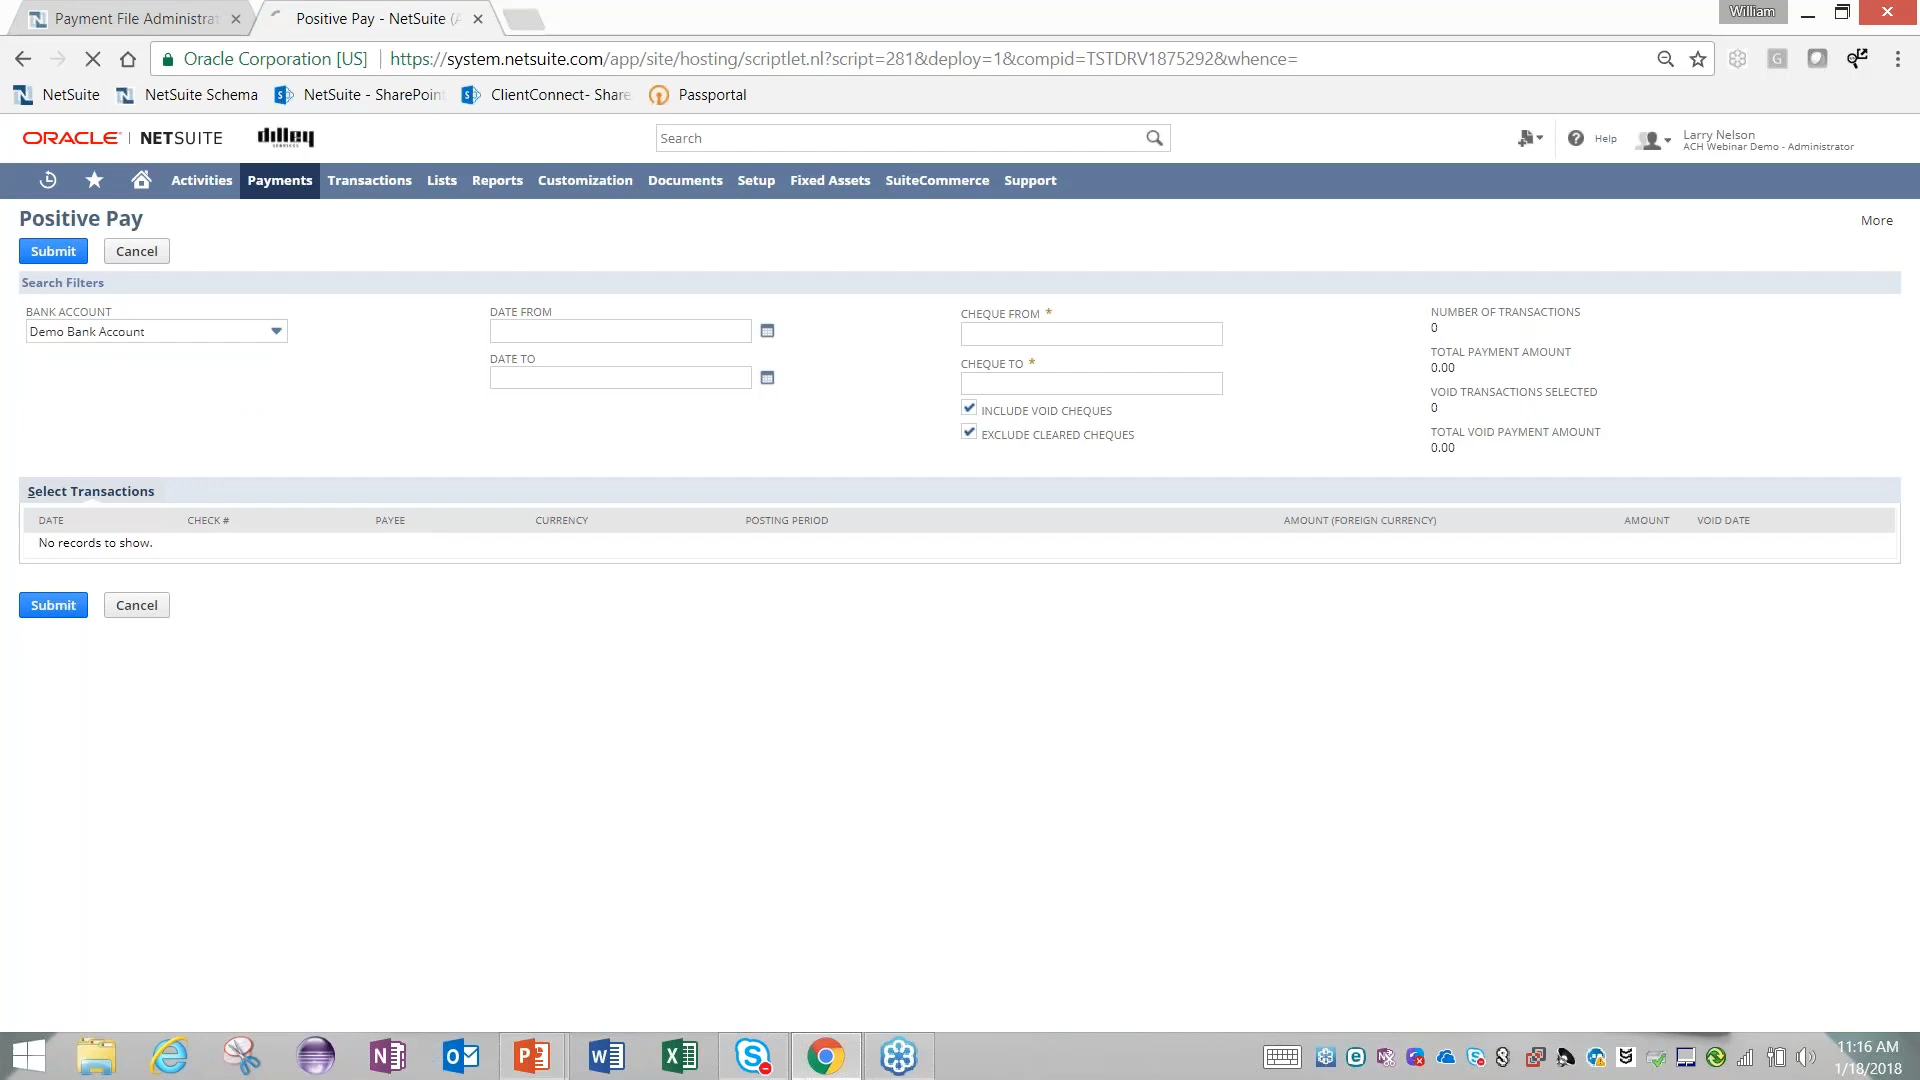 Payment File Administrat
Positive Pay - NetSuite (A
William
Oracle Corporation [US]
https://system.netsuite.com/app/site/hosting/scriptlet.nl?script=281&deploy=1&compid=TSTDRV1875292&whence=
NetSuite
NetSuite Schema
NetSuite - SharePoint
ClientConnect- Share
Passportal
ORACLE | NETSUITE
dilley
SERVICES
Search
Help
Larry Nelson
ACH Webinar Demo - Administrator
Activities Payments Transactions Lists Reports Customization Documents Setup Fixed Assets SuiteCommerce Support
Positive Pay
More
Submit Cancel
Search Filters
BANK ACCOUNT
Demo Bank Account
DATE FROM
DATE TO
CHEQUE FROM *
CHEQUE TO *
INCLUDE VOID CHEQUES
EXCLUDE CLEARED CHEQUES
NUMBER OF TRANSACTIONS
0
TOTAL PAYMENT AMOUNT
0.00
VOID TRANSACTIONS SELECTED
0
TOTAL VOID PAYMENT AMOUNT
0.00
Select Transactions
DATE CHECK # PAYEE CURRENCY POSTING PERIOD AMOUNT (FOREIGN CURRENCY) AMOUNT VOID DATE
No records to show.
Submit Cancel
11:16 AM
1/18/2018